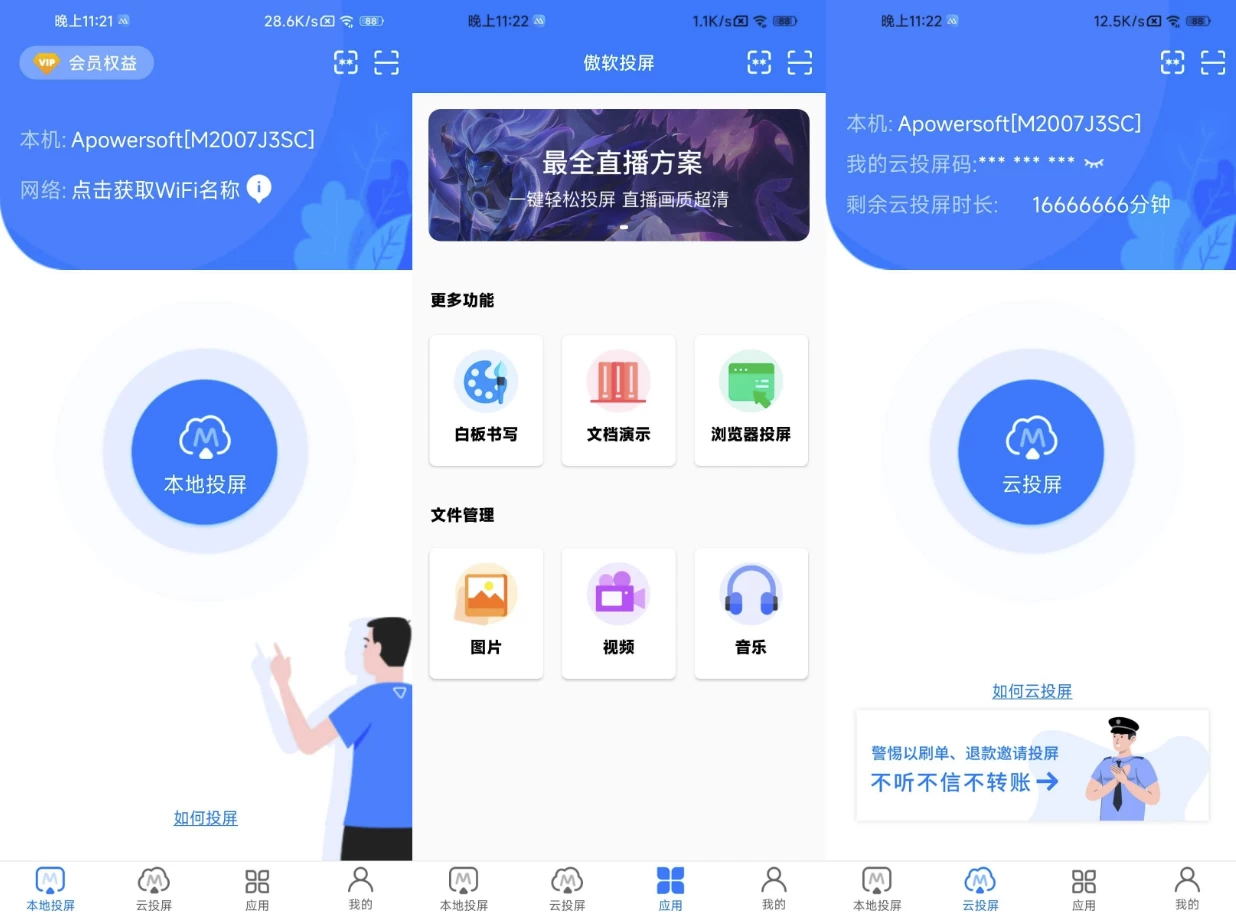 晚上11:21
28.6K/s
88
VIP 会员权益
**
本机: Apowersoft[M2007J3SC]
网络: 点击获取WiFi名称
本地投屏
如何投屏
本地投屏
云投屏
应用
我的
晚上11:22
1.1K/s
88
傲软投屏
**
最全直播方案
一键轻松投屏 直播画质超清
更多功能
白板书写
文档演示
浏览器投屏
文件管理
图片
视频
音乐
本地投屏
云投屏
应用
我的
晚上11:22
12.5K/s
88
**
本机: Apowersoft[M2007J3SC]
我的云投屏码:*** *** ***
剩余云投屏时长: 16666666分钟
云投屏
如何云投屏
警惕以刷单、退款邀请投屏
不听不信不转账
本地投屏
云投屏
应用
我的